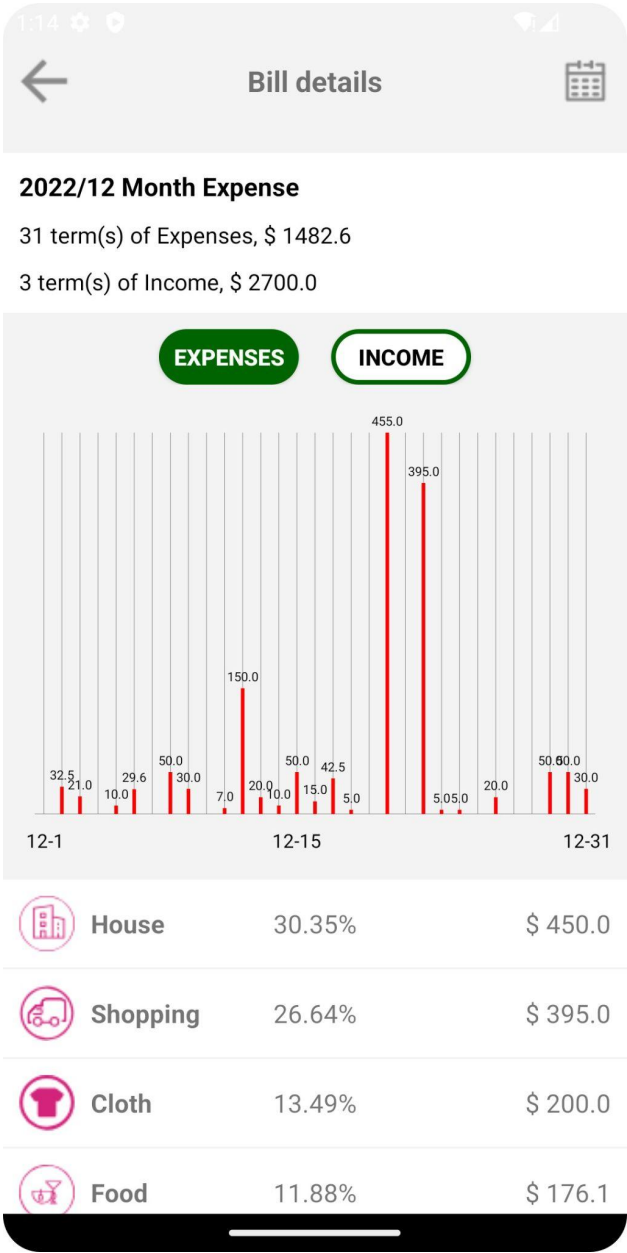 1:14
Bill details
2022/12 Month Expense
31 term(s) of Expenses, $ 1482.6
3 term(s) of Income, $ 2700.0
EXPENSES INCOME
455.0
395.0
150.0
32.5 21.0 10.0 29.6 50.0 30.0 7.0 20.0 10.0 50.0 15.0 42.5 5.0 5.0 5.0 20.0 50.0 50.0 30.0
12-1 12-15 12-31
House 30.35% $ 450.0
Shopping 26.64% $ 395.0
Cloth 13.49% $ 200.0
Food 11.88% $ 176.1